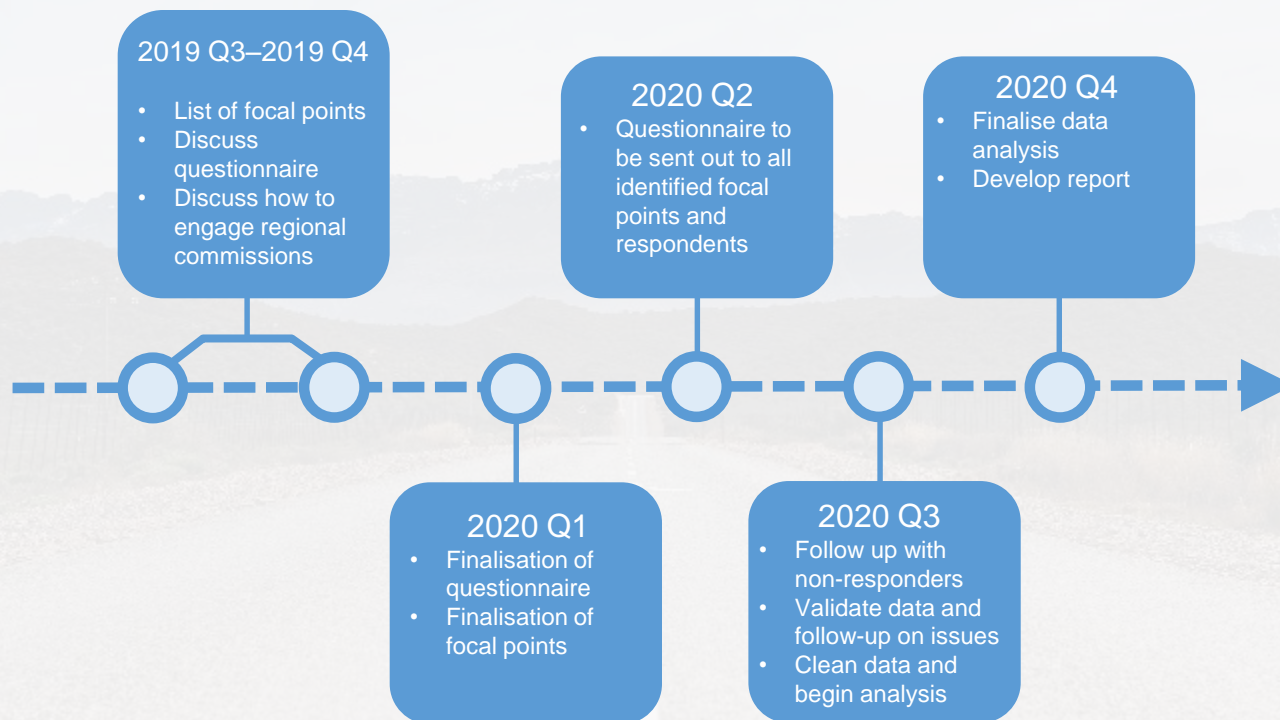 2019 Q3–2019 Q4
• List of focal points
• Discuss
questionnaire
• Discuss how to
engage regional
commissions
2020 Q1
• Finalisation of
questionnaire
• Finalisation of
focal points
2020 Q2
• Questionnaire to
be sent out to all
identified focal
points and
respondents
2020 Q3
• Follow up with
non-responders
• Validate data and
follow-up on issues
• Clean data and
begin analysis
2020 Q4
• Finalise data
analysis
• Develop report